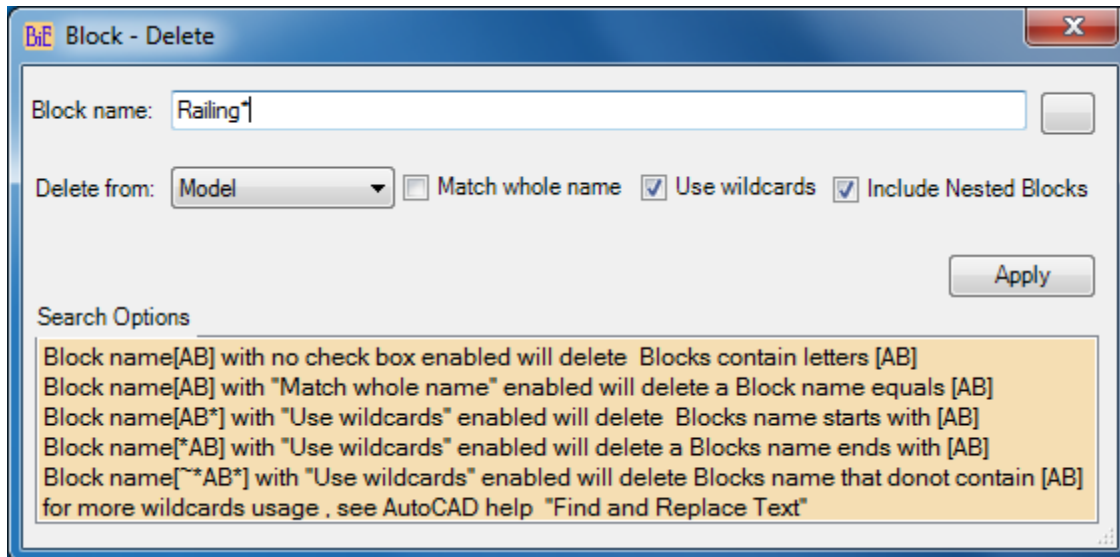 BiE Block - Delete
Block name: Railing*
Delete from: Model Match whole name Use wildcards Include Nested Blocks
Apply
Search Options
Block name[AB] with no check box enabled will delete  Blocks contain letters [AB]
Block name[AB] with "Match whole name" enabled will delete a Block name equals [AB]
Block name[AB*] with "Use wildcards" enabled will delete  Blocks name starts with [AB]
Block name[*AB] with "Use wildcards" enabled will delete a Blocks name ends with [AB]
Block name[~*AB*] with "Use wildcards" enabled will delete Blocks name that donot contain [AB]
for more wildcards usage , see AutoCAD help  "Find and Replace Text"